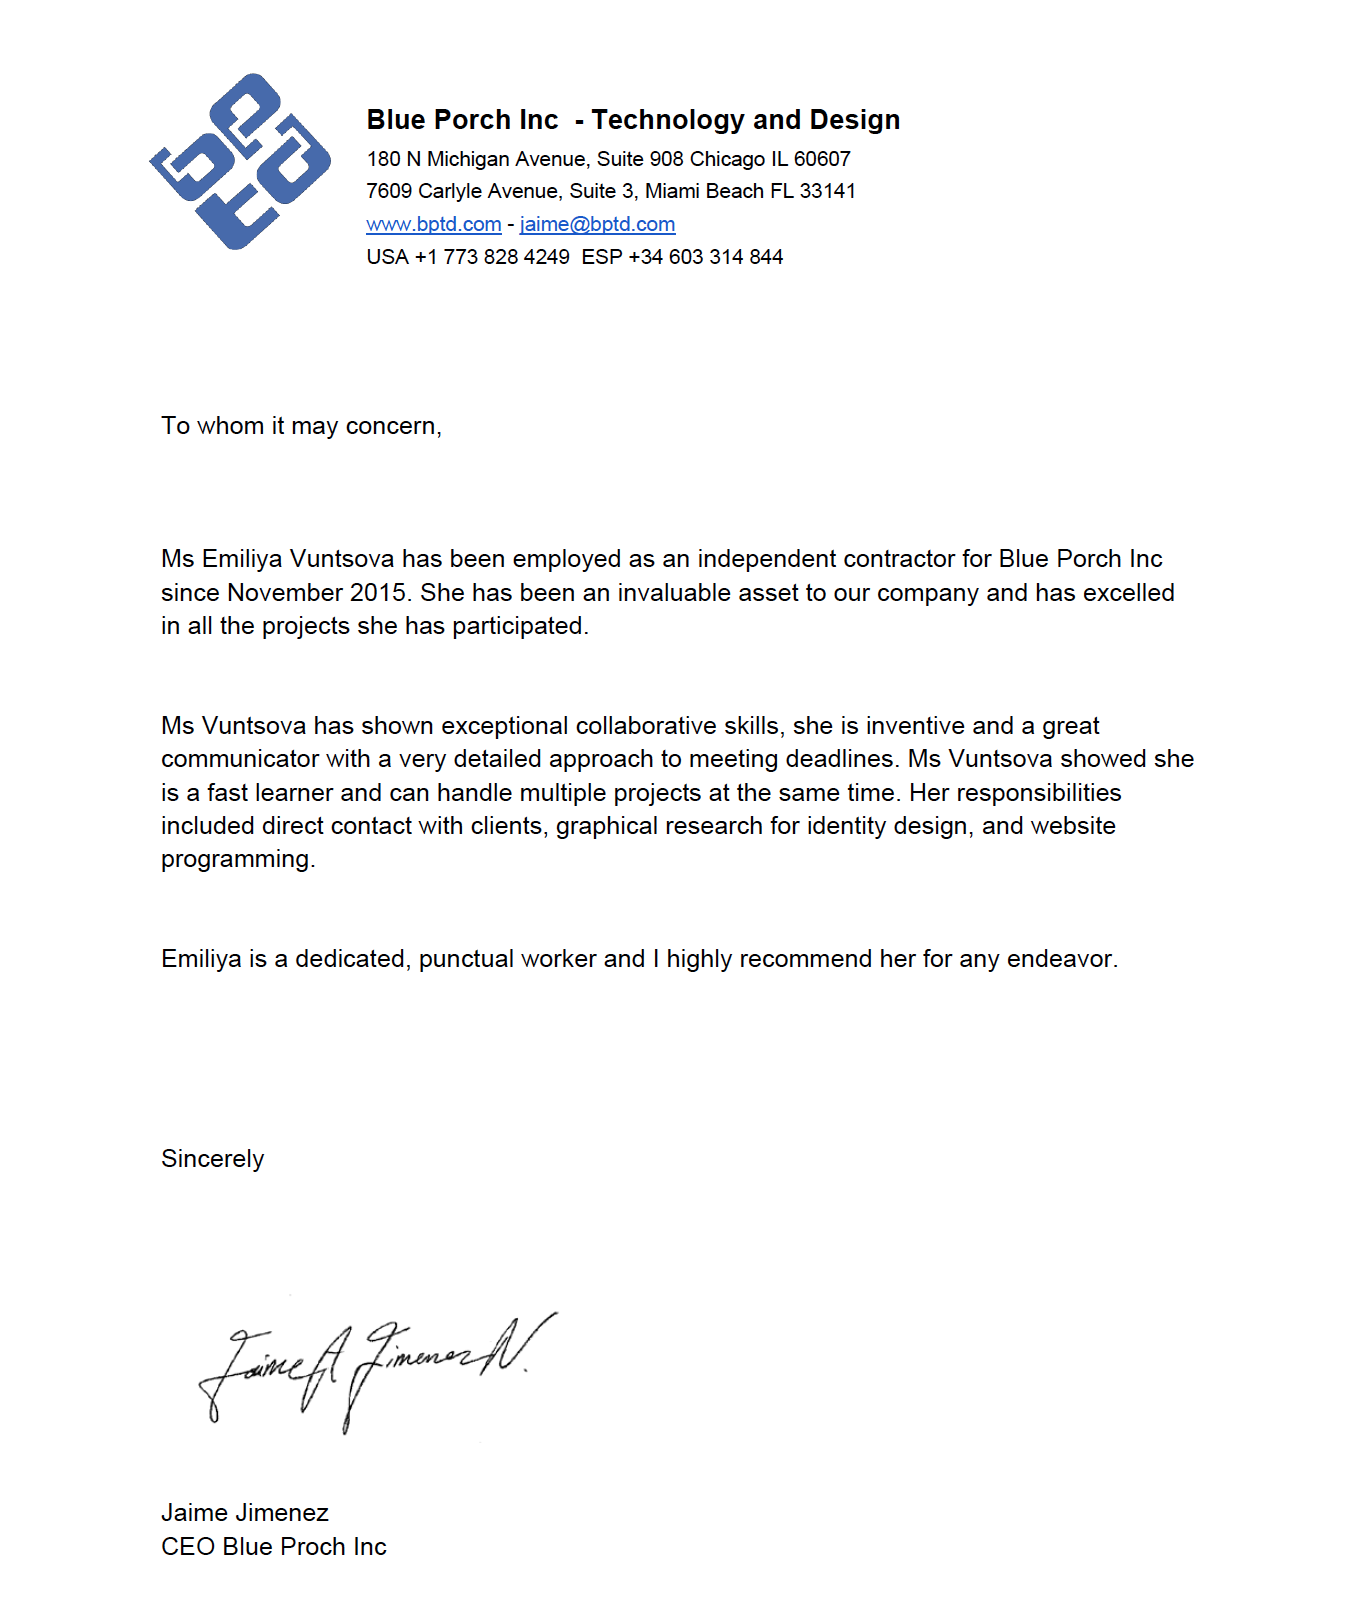 bptd
Blue Porch Inc  - Technology and Design
180 N Michigan Avenue, Suite 908 Chicago IL 60607
7609 Carlyle Avenue, Suite 3, Miami Beach FL 33141
www.bptd.com - jaime@bptd.com
USA +1 773 828 4249  ESP +34 603 314 844
To whom it may concern,
Ms Emiliya Vuntsova has been employed as an independent contractor for Blue Porch Inc
since November 2015. She has been an invaluable asset to our company and has excelled
in all the projects she has participated.
Ms Vuntsova has shown exceptional collaborative skills, she is inventive and a great
communicator with a very detailed approach to meeting deadlines. Ms Vuntsova showed she
is a fast learner and can handle multiple projects at the same time. Her responsibilities
included direct contact with clients, graphical research for identity design, and website
programming.
Emiliya is a dedicated, punctual worker and I highly recommend her for any endeavor.
Sincerely
Jaime A Jimenez N.
Jaime Jimenez
CEO Blue Proch Inc